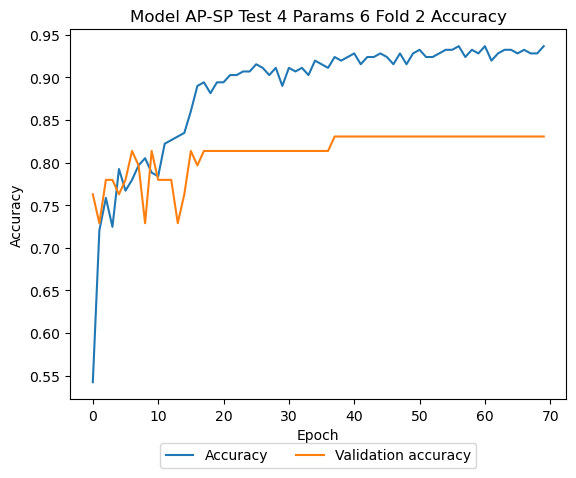 Model AP-SP Test 4 Params 6 Fold 2 Accuracy
0.95
0.90
0.85
0.80
0.75
0.70
0.65
0.60
0.55
Accuracy
0 10 20 30 40 50 60 70
Epoch
Accuracy Validation accuracy